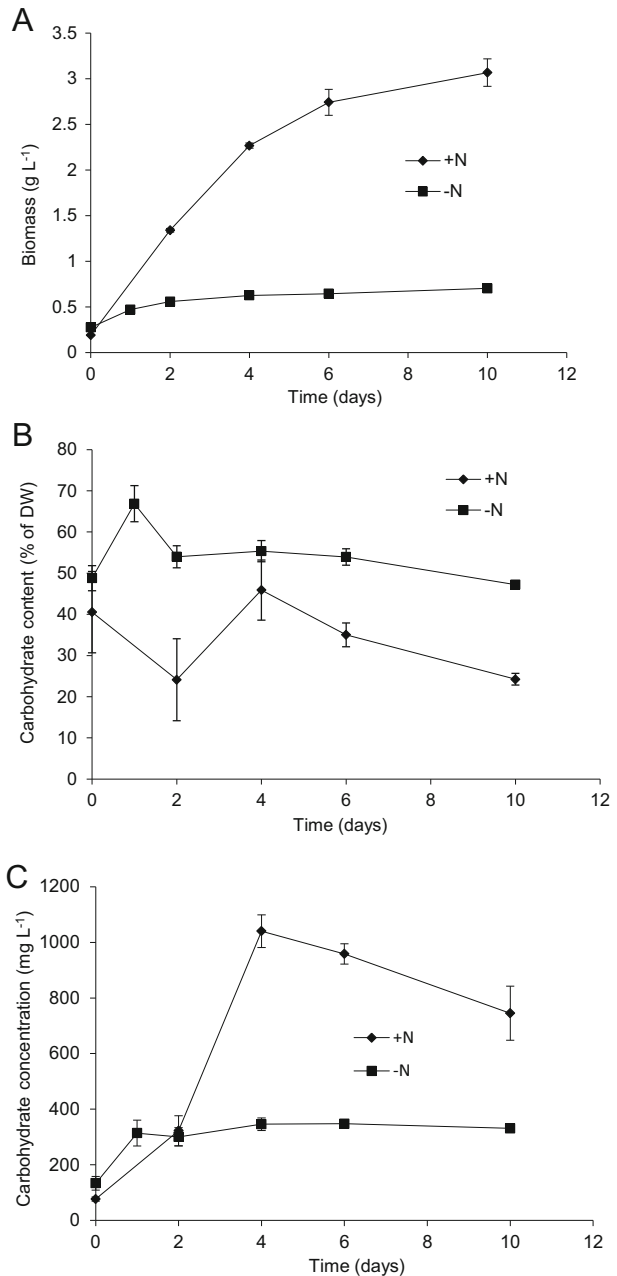 A
3.5
3
2.5
2
1.5
1
0.5
0
Biomass (g L⁻¹)
+N
-N
0 2 4 6 8 10 12
Time (days)
B
80
70
60
50
40
30
20
10
0
Carbohydrate content (% of DW)
+N
-N
0 2 4 6 8 10 12
Time (days)
C
1200
1000
800
600
400
200
0
Carbohydrate concentration (mg L⁻¹)
+N
-N
0 2 4 6 8 10 12
Time (days)